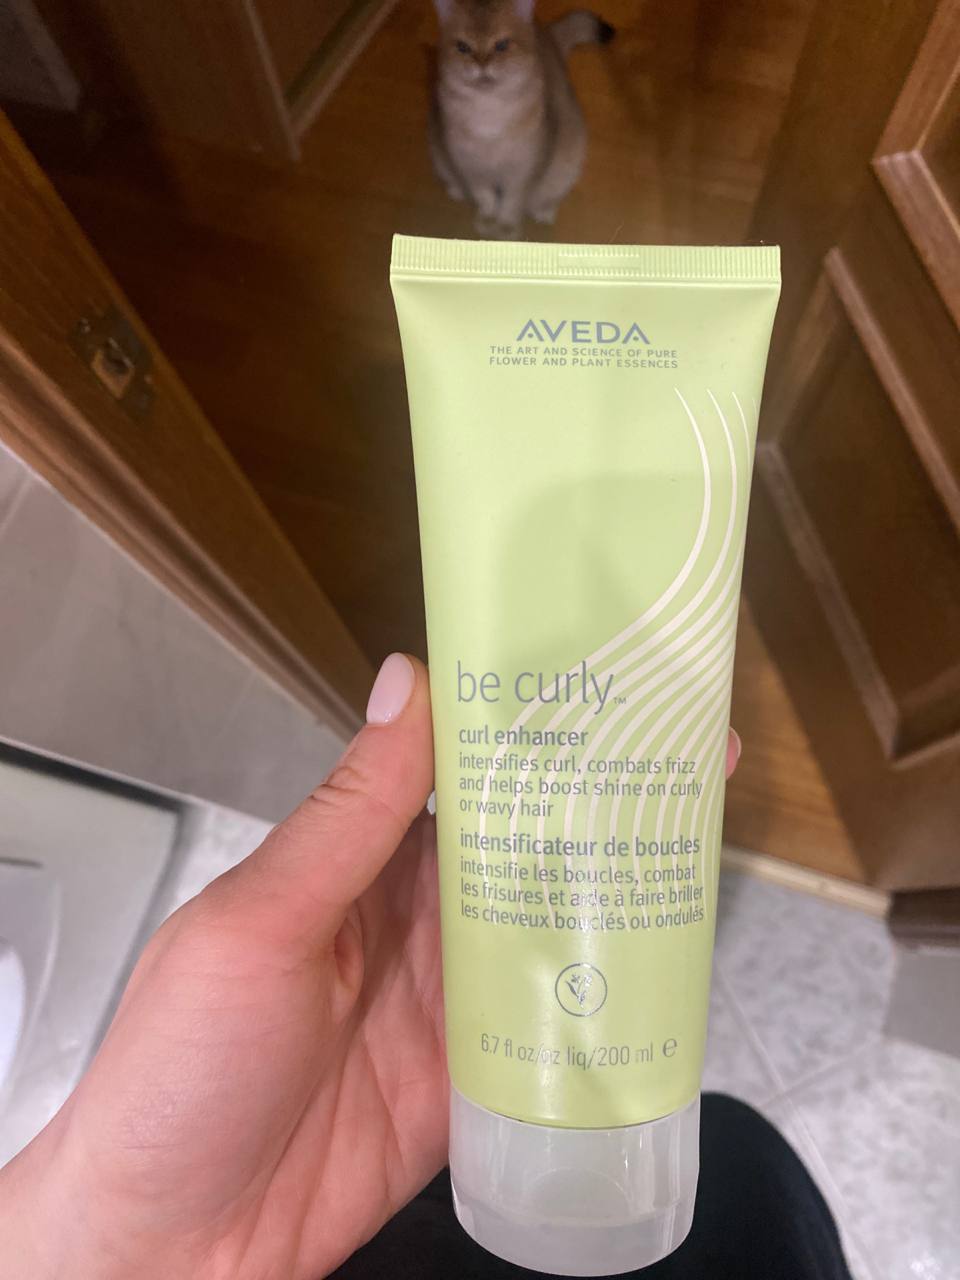 AVEDA
THE ART AND SCIENCE OF PURE
FLOWER AND PLANT ESSENCES
be curly™
curl enhancer
intensifies curl, combats frizz
and helps boost shine on curly
or wavy hair
intensificateur de boucles
intensifie les boucles, combat
les frisures et aide à faire briller
les cheveux bouclés ou ondulés
6.7 fl oz/oz liq/200 ml ℮